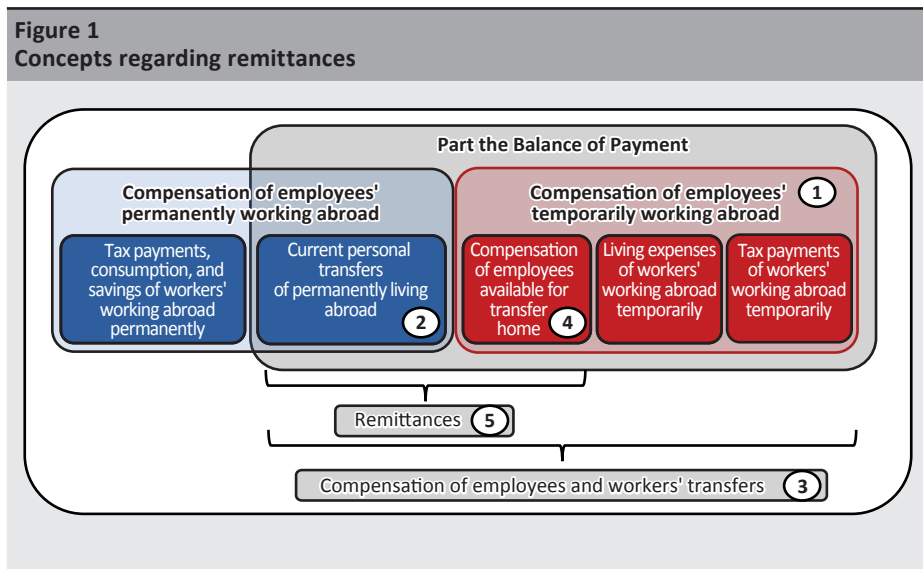 Figure 1
Concepts regarding remittances
Part the Balance of Payment
Compensation of employees'
permanently working abroad
Compensation of employees'
temporarily working abroad
1
Tax payments,
consumption, and
savings of workers'
working abroad
permanently
Current personal
transfers
of permanently living
abroad
2
Compensation
of employees
available for
transfer
home
4
Living expenses
of workers'
working abroad
temporarily
Tax payments
of workers'
working abroad
temporarily
Remittances 5
Compensation of employees and workers' transfers 3